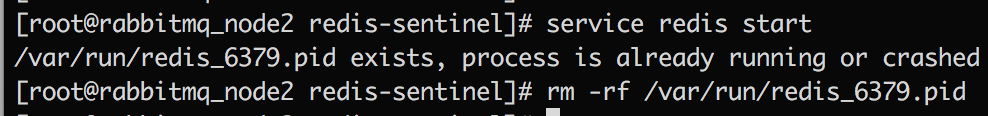 [root@rabbitmq_node2 redis-sentinel]# service redis start
/var/run/redis_6379.pid exists, process is already running or crashed
[root@rabbitmq_node2 redis-sentinel]# rm -rf /var/run/redis_6379.pid